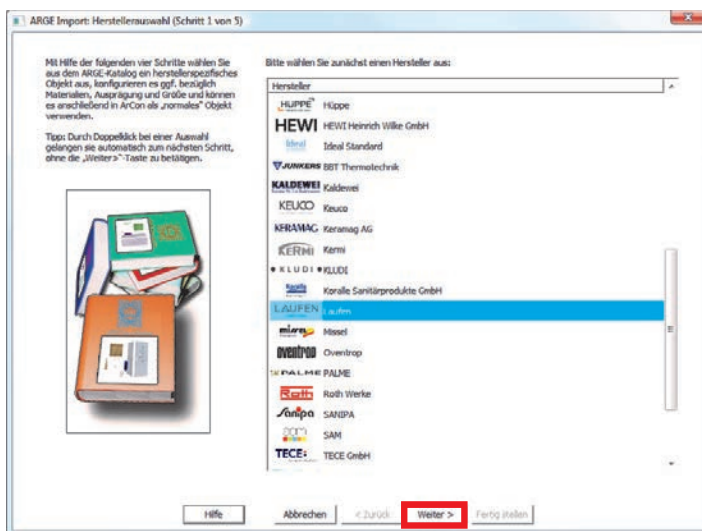 ARGE Import: Herstellerauswahl (Schritt 1 von 5)
Mit Hilfe der folgenden vier Schritte wählen Sie
aus dem ARGE-Katalog ein herstellerspezifisches
Objekt aus, konfigurieren es ggf. bezüglich
Materialien, Ausprägung und Größe und können
es anschließend in ArCon als „normales" Objekt
verwenden.
Tipp: Durch Doppelklick bei einer Auswahl
gelangen sie automatisch zum nächsten Schritt,
ohne die „Weiter>"-Taste zu betätigen.
Bitte wählen Sie zunächst einen Hersteller aus:
Hersteller
HÜPPE Hüppe
HEWI HEWI Heinrich Wilke GmbH
Ideal Ideal Standard
JUNKERS BBT Thermotechnik
KALDEWEI Kaldewei
KEUCO Keuco
KERAMAG Keramag AG
KERMI Kermi
KLUDI KLUDI
Koralle Koralle Sanitärprodukte GmbH
LAUFEN Laufen
missel Missel
oventrop Oventrop
PALME PALME
Roth Roth Werke
Sanipa SANIPA
sam SAM
TECE: TECE GmbH
Hilfe Abbrechen < Zurück Weiter > Fertig stellen